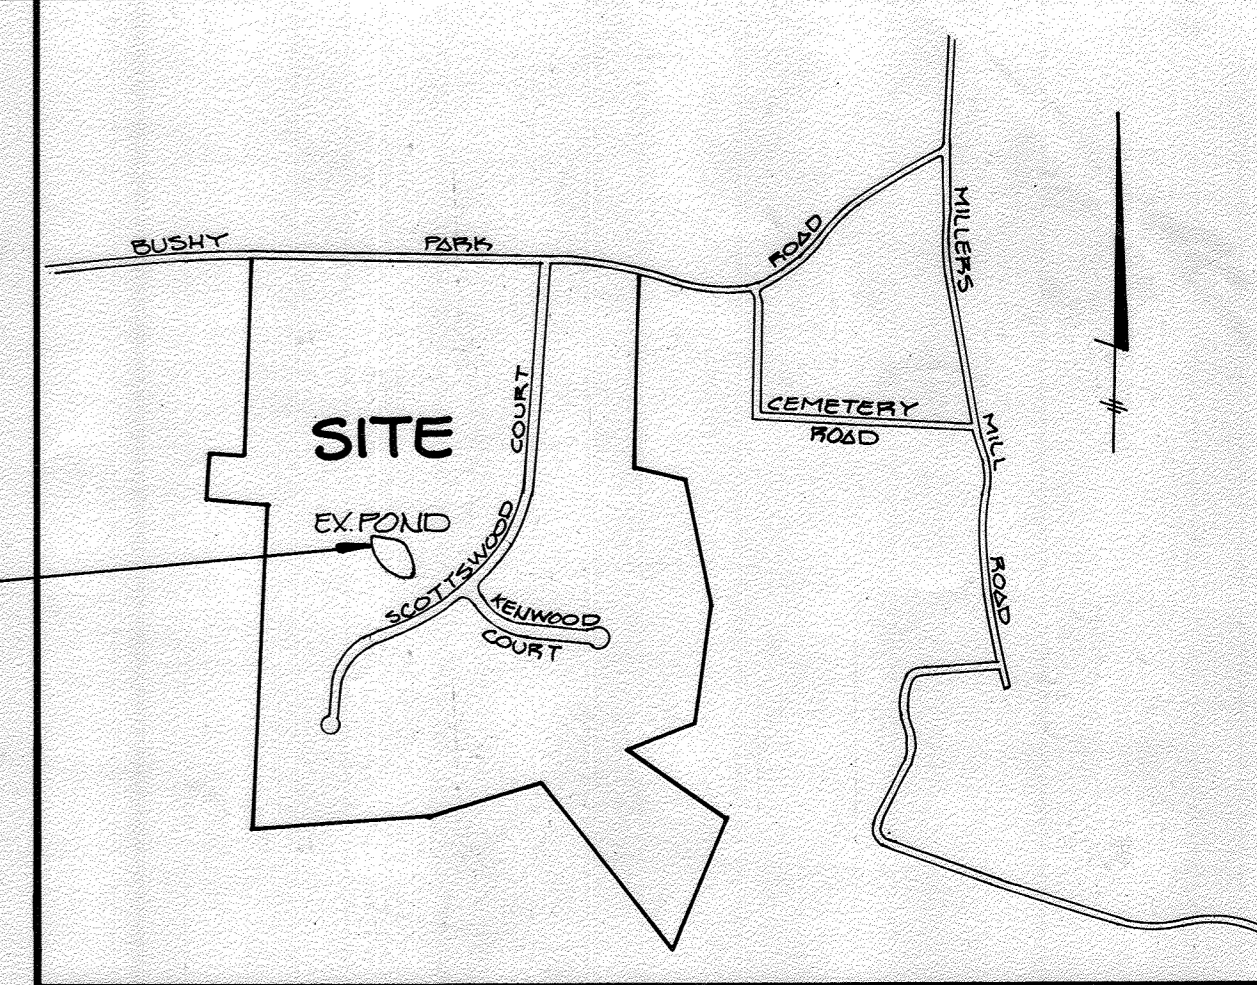 BUSHY PARK ROAD
MILLERS MILL ROAD
SITE
SCOTTSWOOD COURT
CEMETERY
ROAD
EX. POND
KENWOOD
COURT